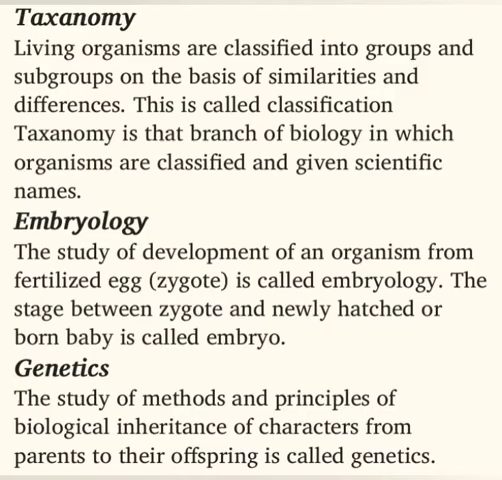 Taxanomy
Living organisms are classified into groups and
subgroups on the basis of similarities and
differences. This is called classification
Taxanomy is that branch of biology in which
organisms are classified and given scientific
names.
Embryology
The study of development of an organism from
fertilized egg (zygote) is called embryology. The
stage between zygote and newly hatched or
born baby is called embryo.
Genetics
The study of methods and principles of
biological inheritance of characters from
parents to their offspring is called genetics.